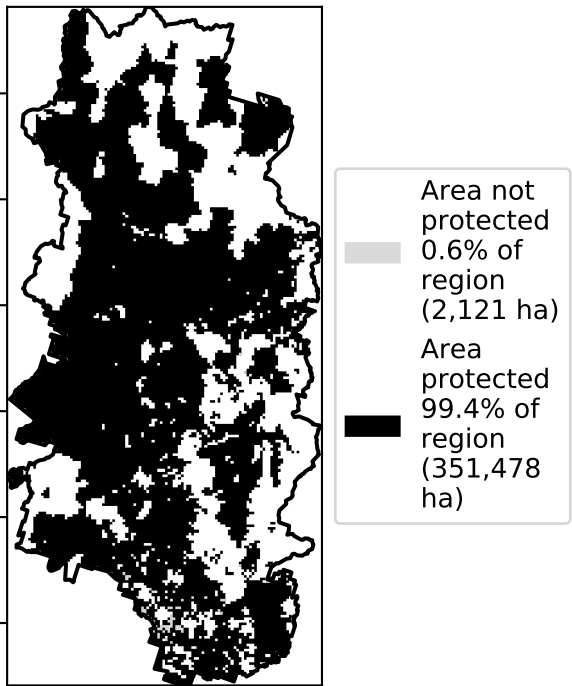 Area not
protected
0.6% of
region
(2,121 ha)
Area
protected
99.4% of
region
(351,478
ha)